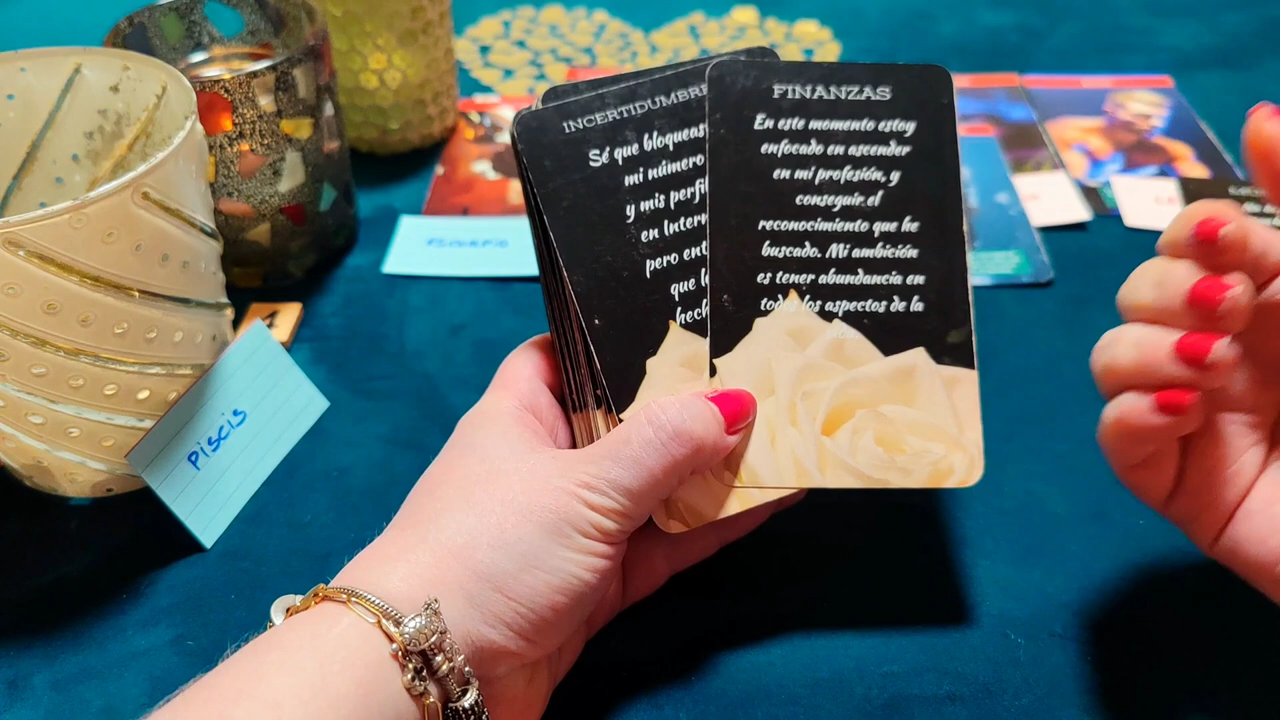 INCERTIDUMBRE
Sé que bloqueas
mi número
y mis perfi
en Intern
pero ent
que l
hech
FINANZAS
En este momento estoy
enfocado en ascender
en mi profesión, y
conseguir el
reconocimiento que he
buscado. Mi ambición
es tener abundancia en
todos los aspectos de la
ESCORPIO
PISCIS